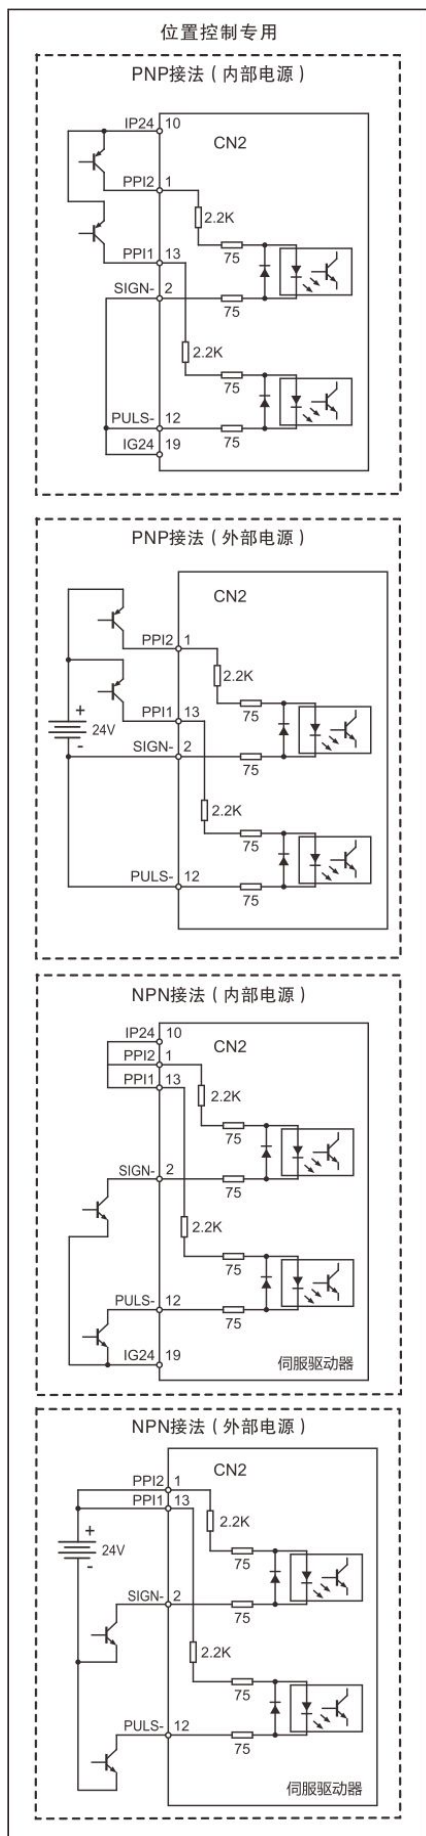 位置控制专用
PNP接法（内部电源）
IP24 10
CN2
PPI2 1
2.2K
75
PPI1 13
SIGN- 2
75
2.2K
75
PULS- 12
75
IG24 19
PNP接法（外部电源）
CN2
PPI2 1
2.2K
75
+
PPI1 13
24V
-
SIGN- 2
75
2.2K
75
PULS- 12
75
NPN接法（内部电源）
IP24 10
CN2
PPI2 1
PPI1 13
2.2K
75
SIGN- 2
75
2.2K
75
PULS- 12
75
IG24 19
伺服驱动器
NPN接法（外部电源）
CN2
PPI2 1
PPI1 13
2.2K
+
24V
-
75
SIGN- 2
75
2.2K
75
PULS- 12
75
伺服驱动器